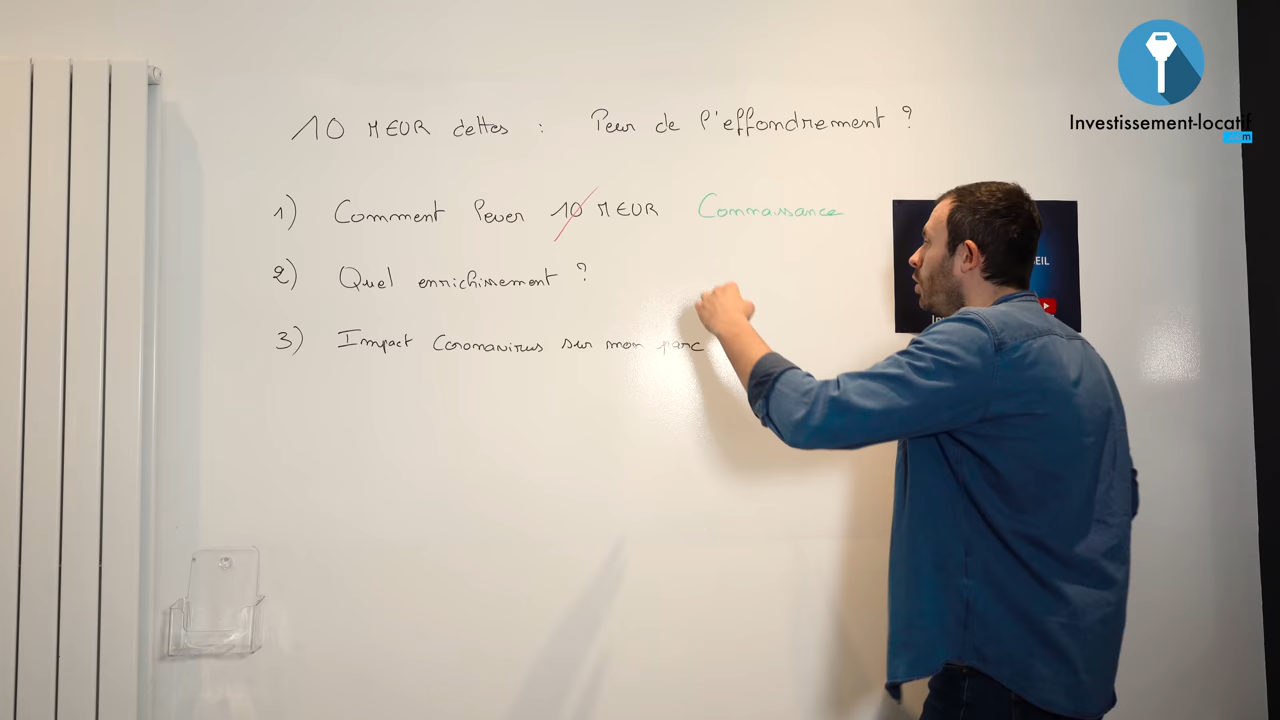 10 MEUR dettes : Peur de l'effondrement ?
1) Comment lever 10 MEUR Connaissance
2) Quel enrichissement ?
3) Impact Coronavirus sur mon parc
Investissement-locatif